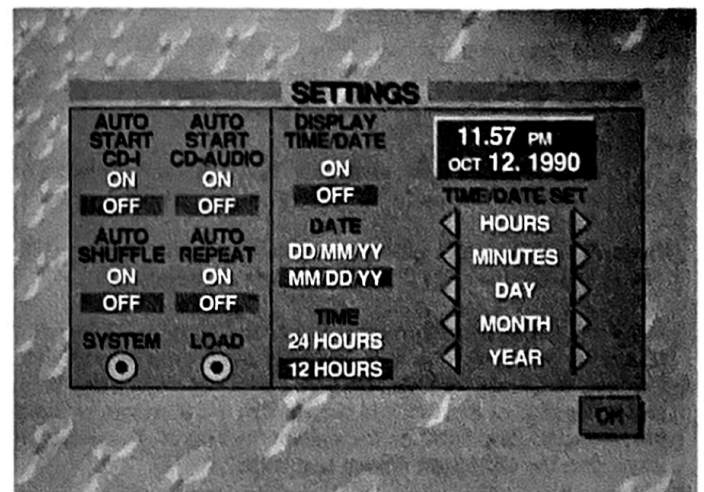 SETTINGS
AUTO START CD-I
ON
OFF
AUTO START CD-AUDIO
ON
OFF
AUTO SHUFFLE
ON
OFF
AUTO REPEAT
ON
OFF
SYSTEM
LOAD
DISPLAY TIME/DATE
ON
OFF
DATE
DD/MM/YY
MM/DD/YY
TIME
24 HOURS
12 HOURS
11.57 PM
OCT 12. 1990
TIME/DATE SET
HOURS
MINUTES
DAY
MONTH
YEAR